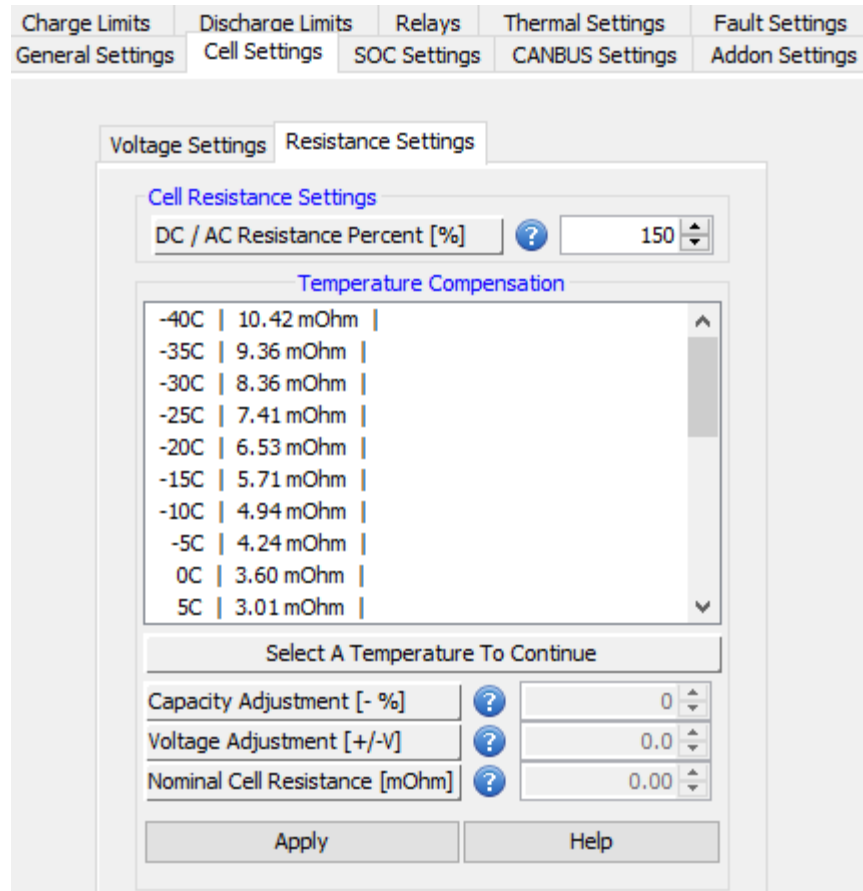 Charge Limits Discharge Limits Relays Thermal Settings Fault Settings
General Settings Cell Settings SOC Settings CANBUS Settings Addon Settings
Voltage Settings Resistance Settings
Cell Resistance Settings
DC / AC Resistance Percent [%] ? 150
Temperature Compensation
-40C | 10.42 mOhm |
-35C | 9.36 mOhm |
-30C | 8.36 mOhm |
-25C | 7.41 mOhm |
-20C | 6.53 mOhm |
-15C | 5.71 mOhm |
-10C | 4.94 mOhm |
-5C | 4.24 mOhm |
0C | 3.60 mOhm |
5C | 3.01 mOhm |
Select A Temperature To Continue
Capacity Adjustment [- %] ? 0
Voltage Adjustment [+/-V] ? 0.0
Nominal Cell Resistance [mOhm] ? 0.00
Apply Help